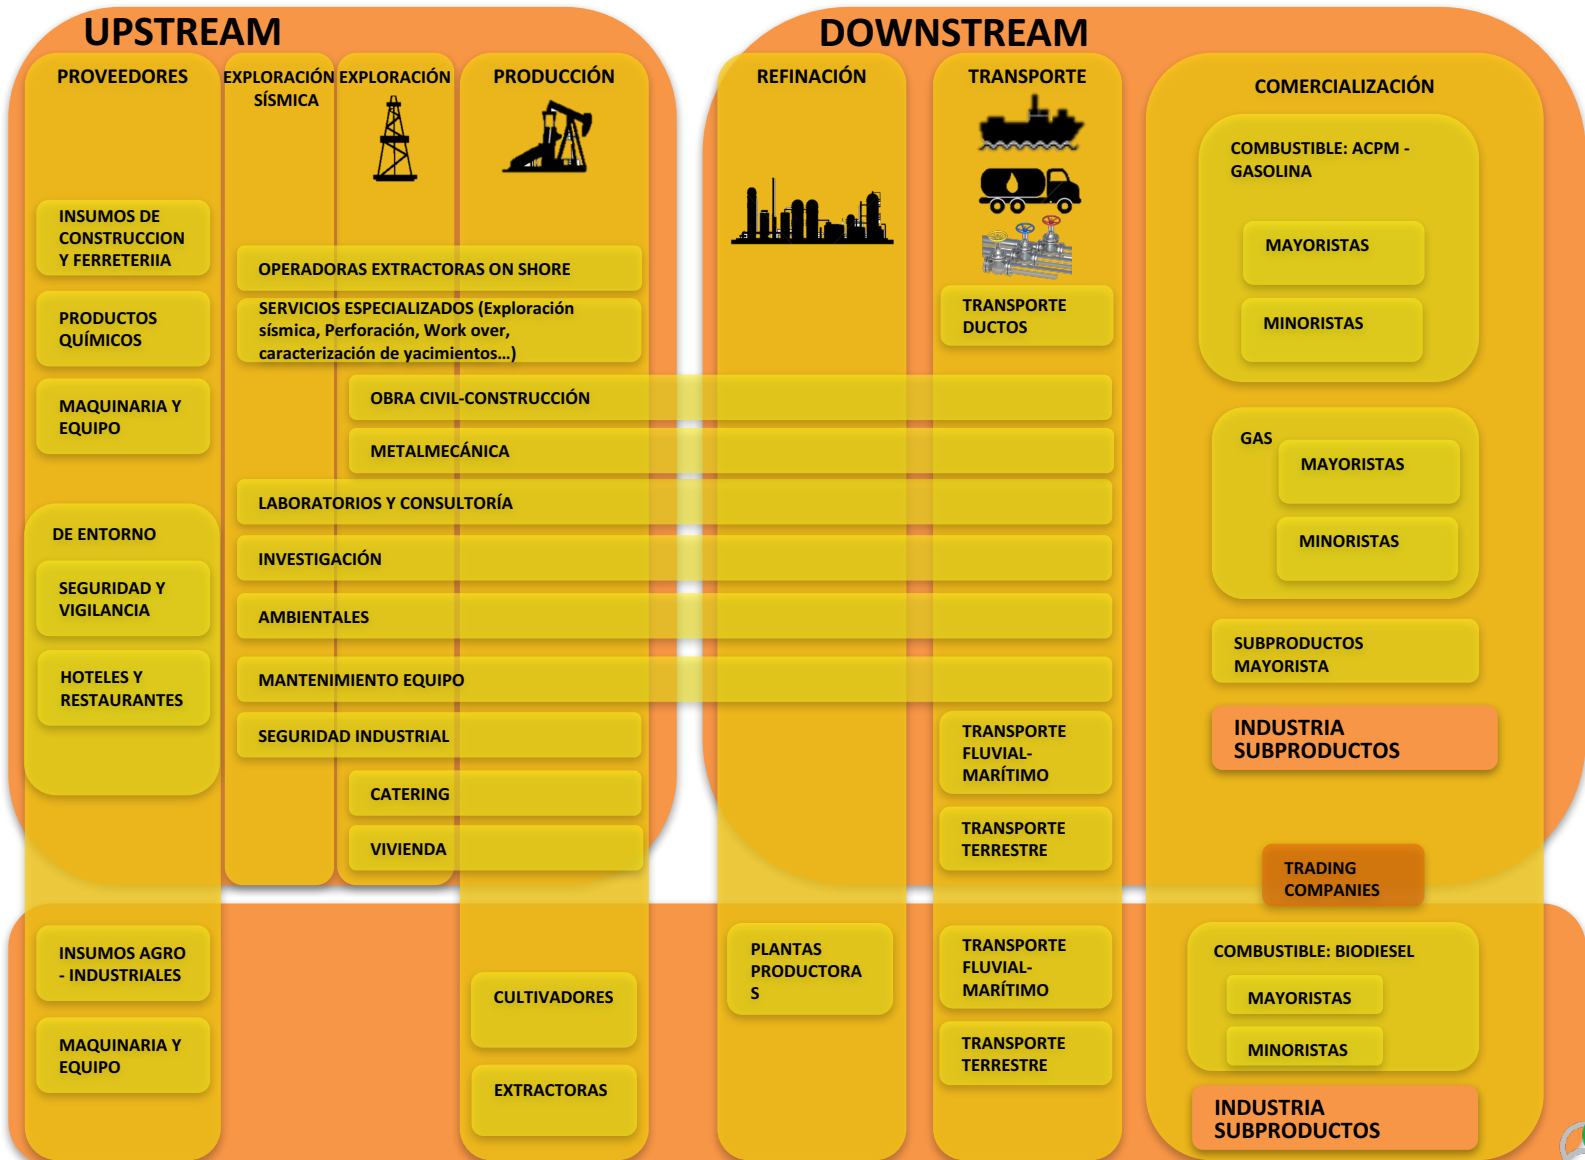 UPSTREAM
DOWNSTREAM
PROVEEDORES
EXPLORACIÓN
SÍSMICA
EXPLORACIÓN
PRODUCCIÓN
REFINACIÓN
TRANSPORTE
COMERCIALIZACIÓN
INSUMOS DE
CONSTRUCCION
Y FERRETERIIA
PRODUCTOS
QUÍMICOS
MAQUINARIA Y
EQUIPO
DE ENTORNO
SEGURIDAD Y
VIGILANCIA
HOTELES Y
RESTAURANTES
OPERADORAS EXTRACTORAS ON SHORE
SERVICIOS ESPECIALIZADOS (Exploración
sísmica, Perforación, Work over,
caracterización de yacimientos...)
OBRA CIVIL-CONSTRUCCIÓN
METALMECÁNICA
LABORATORIOS Y CONSULTORÍA
INVESTIGACIÓN
AMBIENTALES
MANTENIMIENTO EQUIPO
SEGURIDAD INDUSTRIAL
CATERING
VIVIENDA
TRANSPORTE
DUCTOS
TRANSPORTE
FLUVIAL-
MARÍTIMO
TRANSPORTE
TERRESTRE
COMBUSTIBLE: ACPM -
GASOLINA
MAYORISTAS
MINORISTAS
GAS
MAYORISTAS
MINORISTAS
SUBPRODUCTOS
MAYORISTA
INDUSTRIA
SUBPRODUCTOS
TRADING
COMPANIES
INSUMOS AGRO
- INDUSTRIALES
MAQUINARIA Y
EQUIPO
CULTIVADORES
EXTRACTORAS
PLANTAS
PRODUCTORA
S
TRANSPORTE
FLUVIAL-
MARÍTIMO
TRANSPORTE
TERRESTRE
COMBUSTIBLE: BIODIESEL
MAYORISTAS
MINORISTAS
INDUSTRIA
SUBPRODUCTOS